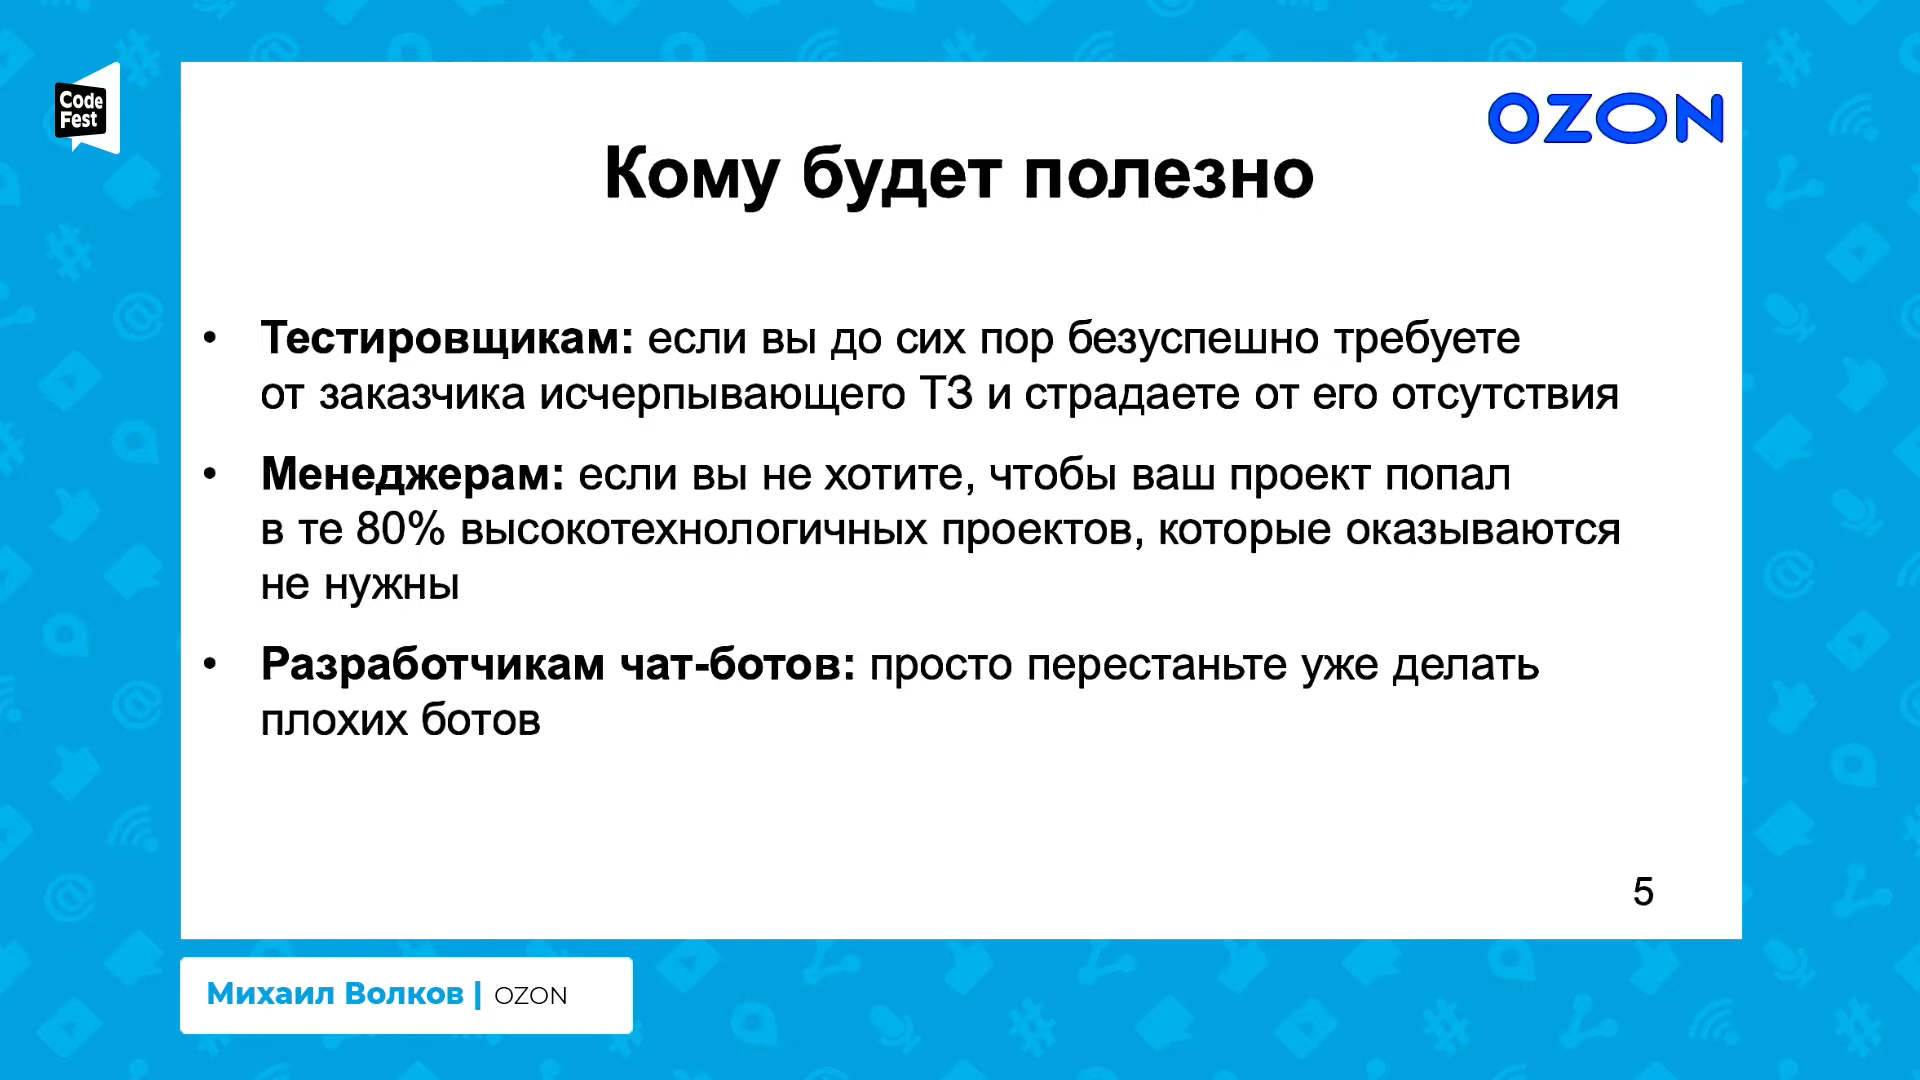 Code
Fest
OZON
Кому будет полезно
• Тестировщикам: если вы до сих пор безуспешно требуете
от заказчика исчерпывающего ТЗ и страдаете от его отсутствия
• Менеджерам: если вы не хотите, чтобы ваш проект попал
в те 80% высокотехнологичных проектов, которые оказываются
не нужны
• Разработчикам чат-ботов: просто перестаньте уже делать
плохих ботов
5
Михаил Волков | OZON